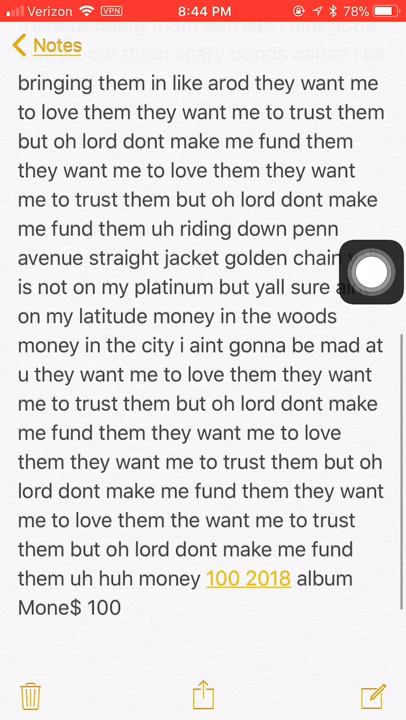 Verizon VPN 8:44 PM 78%
Notes
bringing them in like arod they want me
to love them they want me to trust them
but oh lord dont make me fund them
they want me to love them they want
me to trust them but oh lord dont make
me fund them uh riding down penn
avenue straight jacket golden chain
is not on my platinum but yall sure
on my latitude money in the woods
money in the city i aint gonna be mad at
u they want me to love them they want
me to trust them but oh lord dont make
me fund them they want me to love
them they want me to trust them but oh
lord dont make me fund them they want
me to love them the want me to trust
them but oh lord dont make me fund
them uh huh money 100 2018 album
Mone$ 100